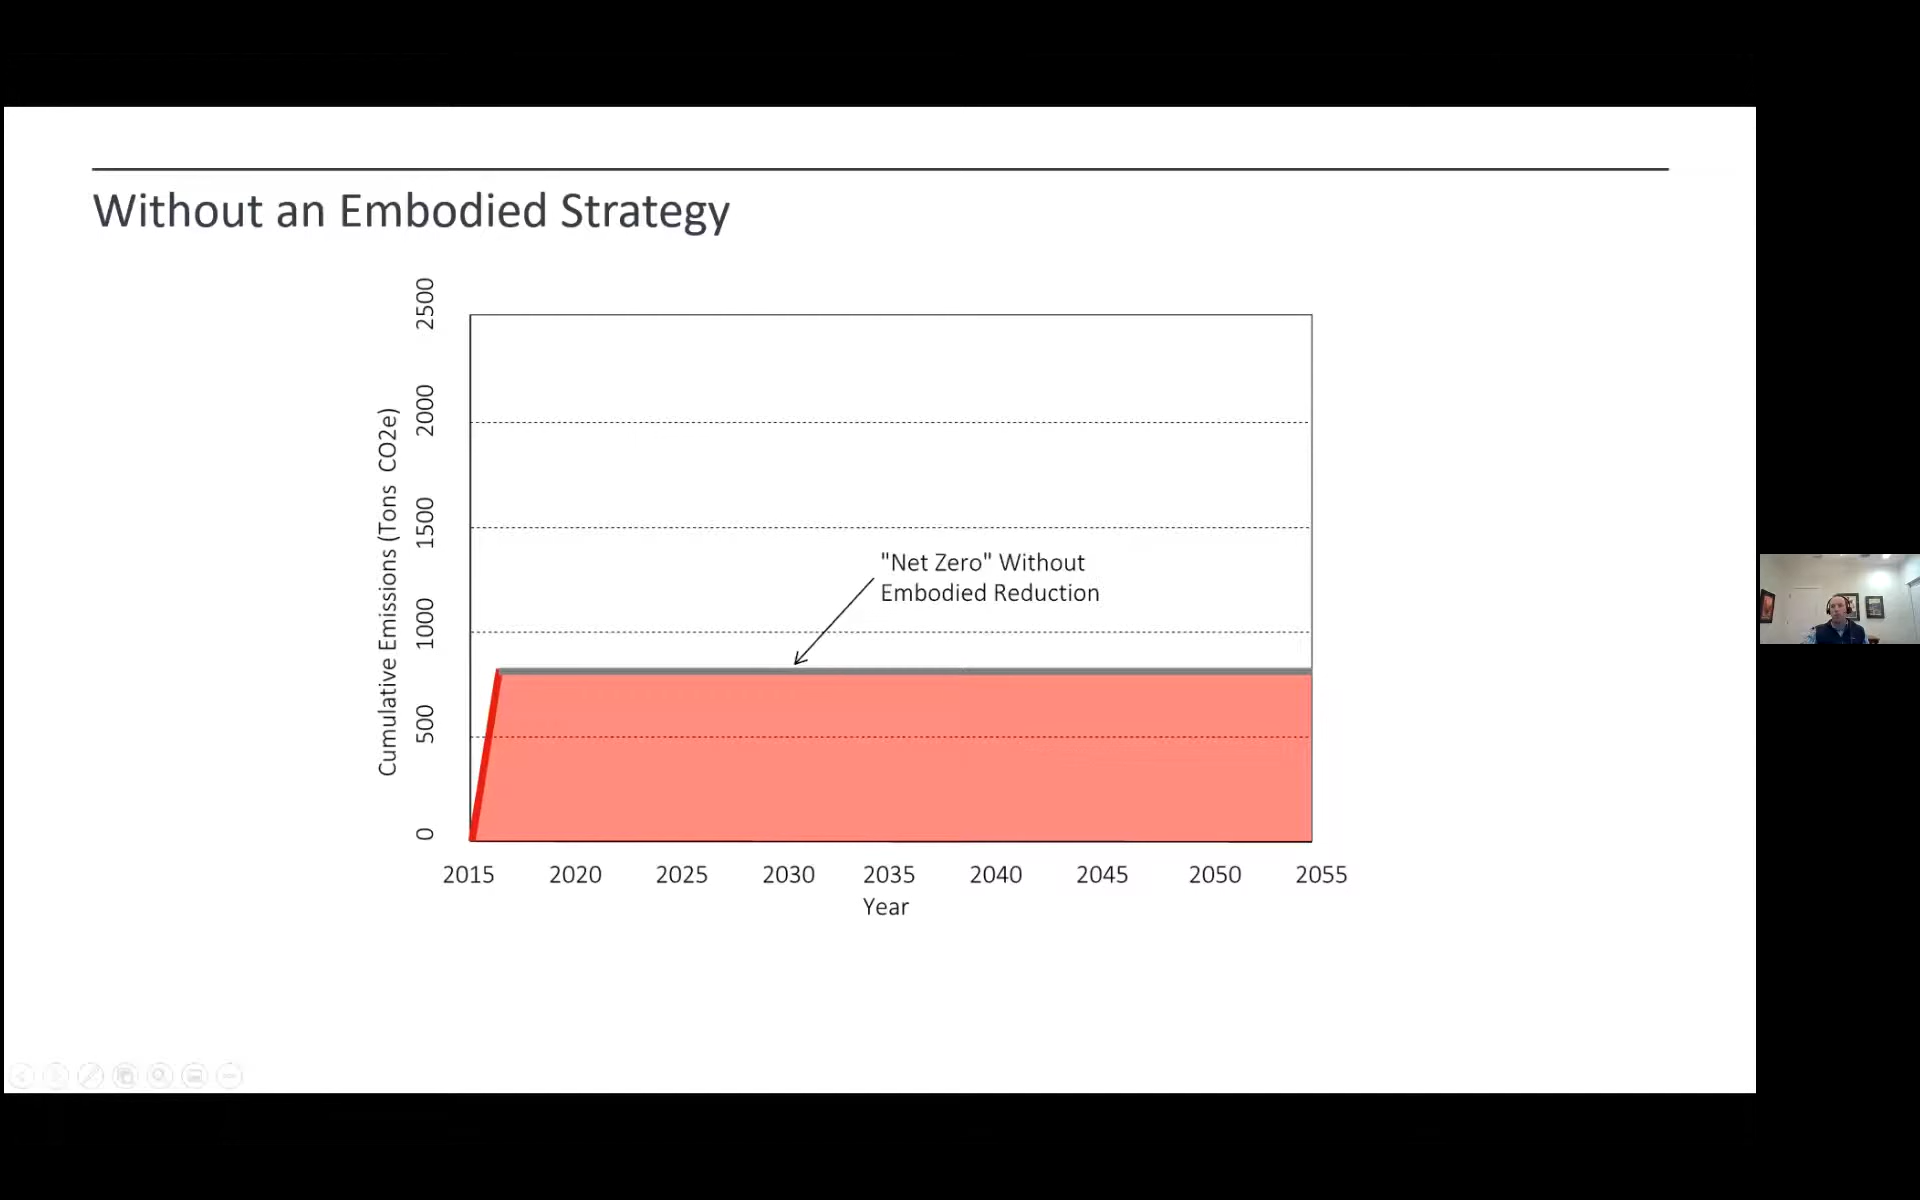 Without an Embodied Strategy
2500
2000
1500
1000
500
0
Cumulative Emissions (Tons CO2e)
"Net Zero" Without
Embodied Reduction
2015 2020 2025 2030 2035 2040 2045 2050 2055
Year